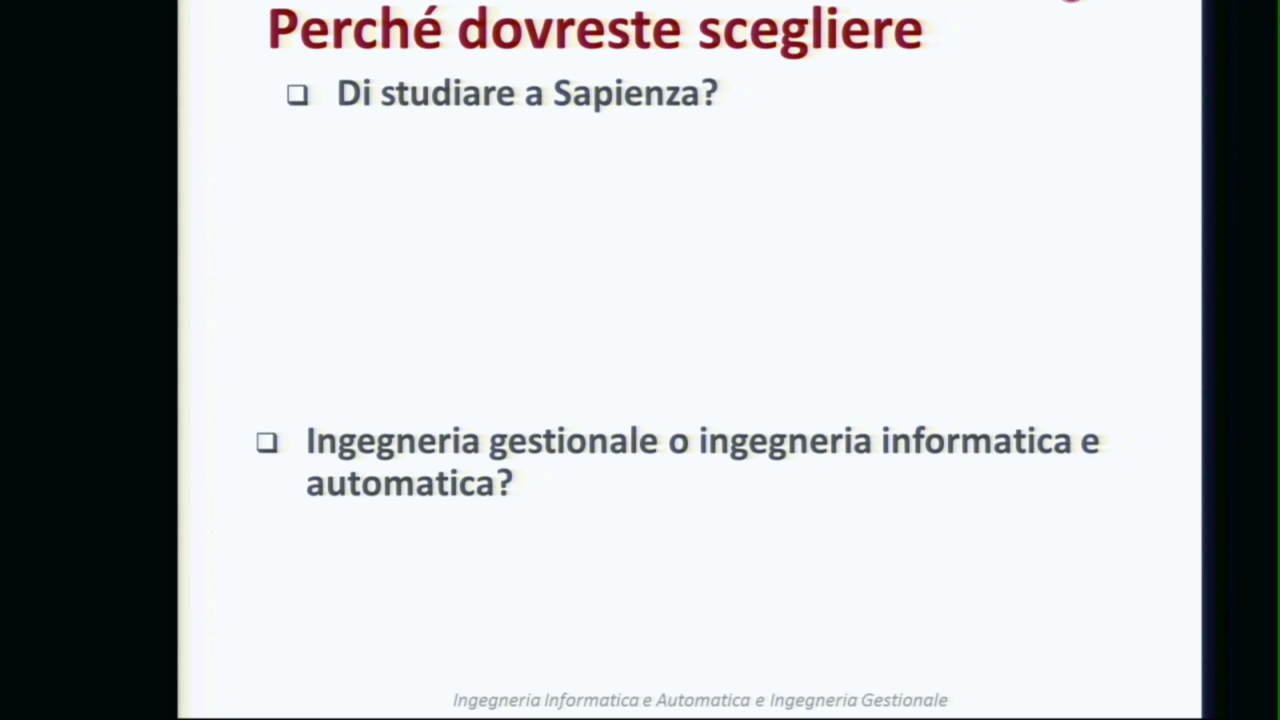 Perché dovreste scegliere
❑ Di studiare a Sapienza?
❑ Ingegneria gestionale o ingegneria informatica e
automatica?
Ingegneria Informatica e Automatica e Ingegneria Gestionale